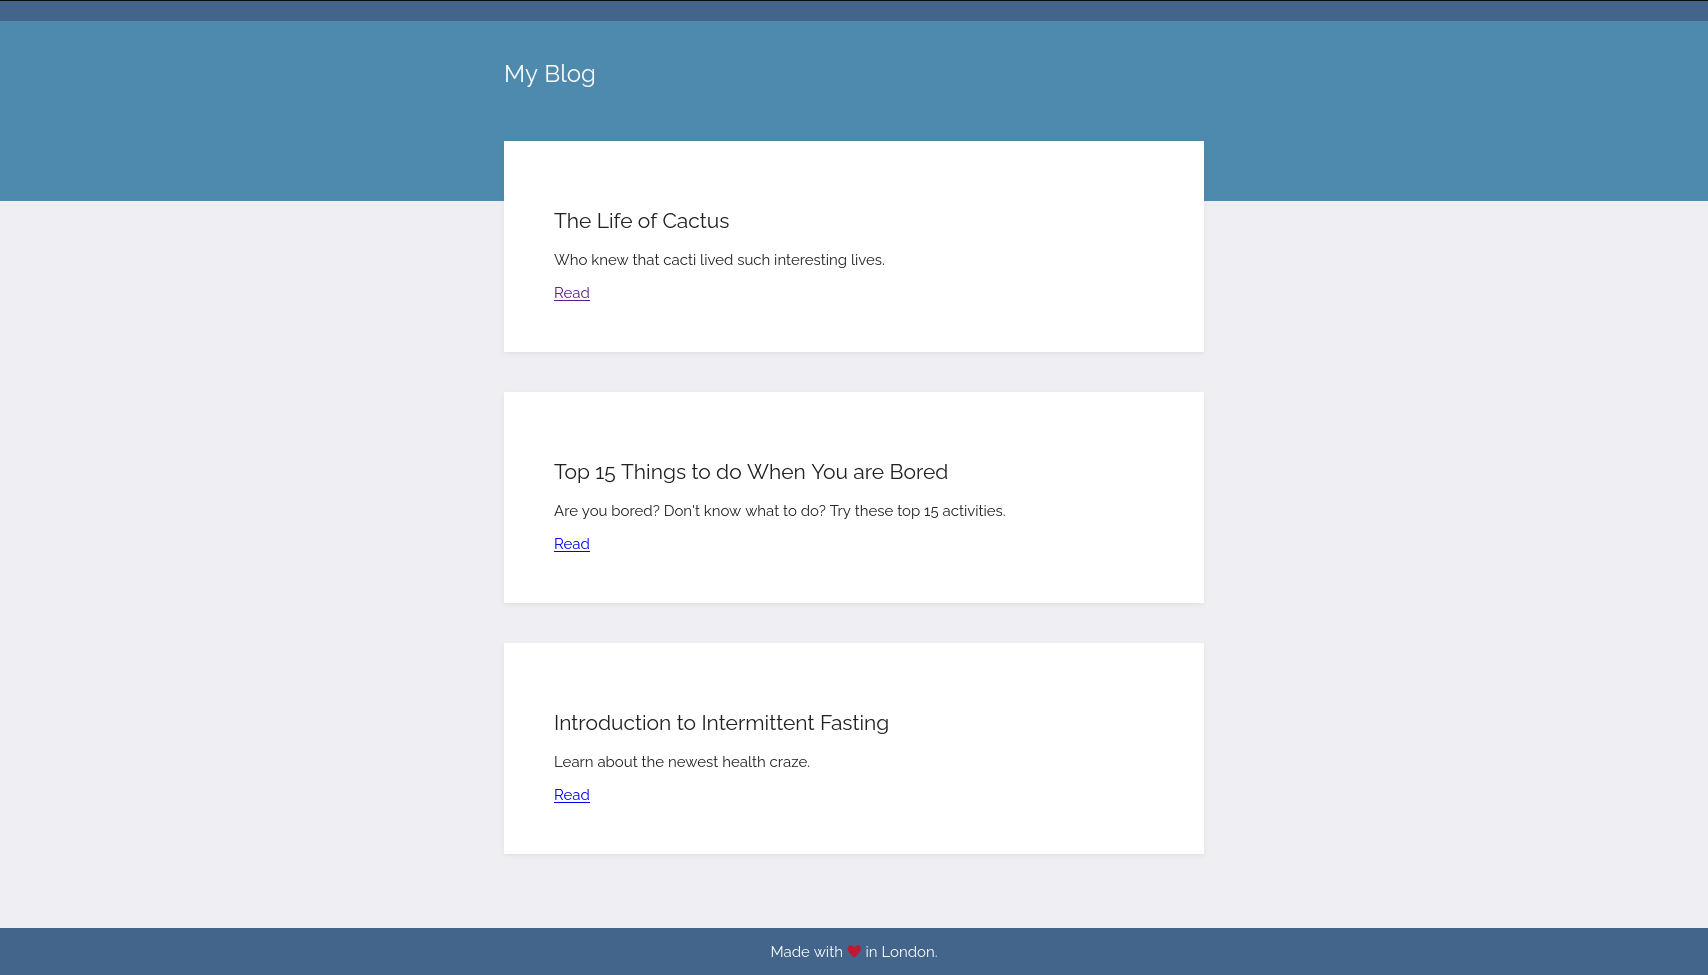 My Blog
The Life of Cactus
Who knew that cacti lived such interesting lives.
Read
Top 15 Things to do When You are Bored
Are you bored? Don't know what to do? Try these top 15 activities.
Read
Introduction to Intermittent Fasting
Learn about the newest health craze.
Read
Made with ❤ in London.